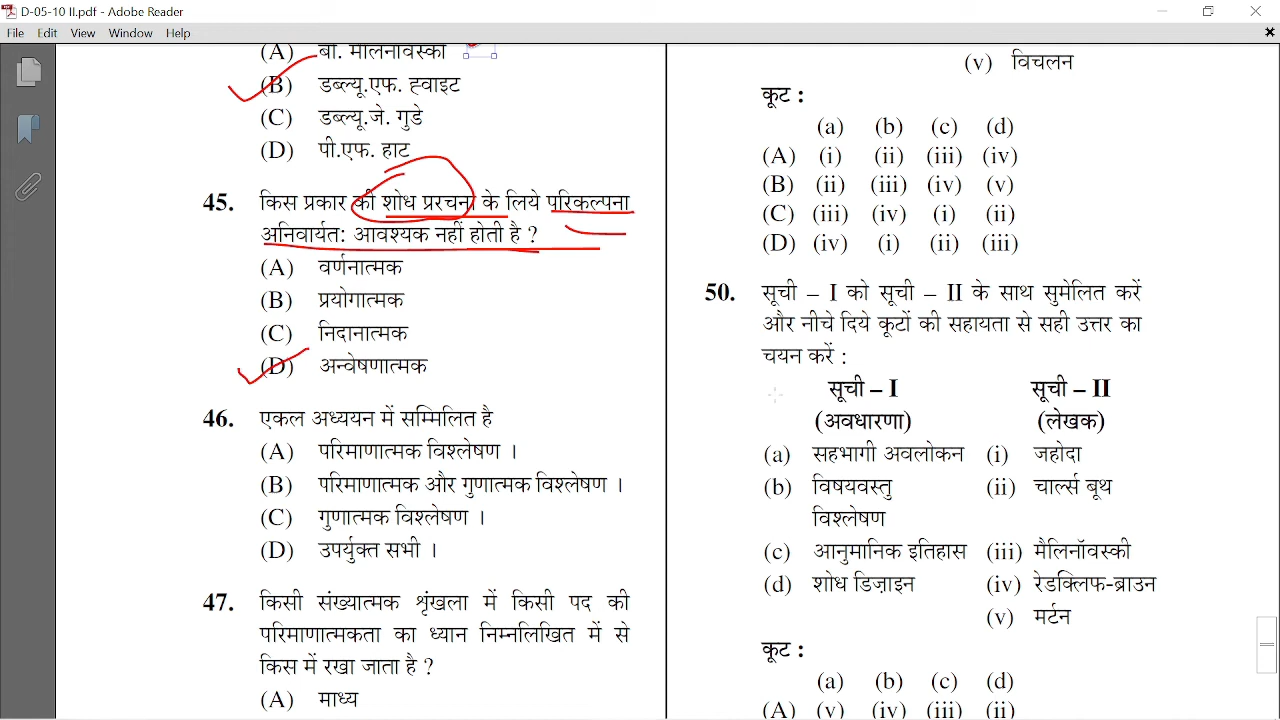 D-05-10 II.pdf - Adobe Reader
File Edit View Window Help
(A) बी. मालिनोवस्की
(B) डब्ल्यू.एफ. ह्वाइट
(C) डब्ल्यू.जे. गुडे
(D) पी.एफ. हाट
45. किस प्रकार की शोध प्ररचना के लिये परिकल्पना
अनिवार्यतः आवश्यक नहीं होती है ?
(A) वर्णनात्मक
(B) प्रयोगात्मक
(C) निदानात्मक
(D) अन्वेषणात्मक
46. एकल अध्ययन में सम्मिलित है
(A) परिमाणात्मक विश्लेषण ।
(B) परिमाणात्मक और गुणात्मक विश्लेषण ।
(C) गुणात्मक विश्लेषण ।
(D) उपर्युक्त सभी ।
47. किसी संख्यात्मक श्रृंखला में किसी पद की
परिमाणात्मकता का ध्यान निम्नलिखित में से
किस में रखा जाता है ?
(A) माध्य
(v) विचलन
कूट :
(a) (b) (c) (d)
(A) (i) (ii) (iii) (iv)
(B) (ii) (iii) (iv) (v)
(C) (iii) (iv) (i) (ii)
(D) (iv) (i) (ii) (iii)
50. सूची – I को सूची – II के साथ सुमेलित करें
और नीचे दिये कूटों की सहायता से सही उत्तर का
चयन करें :
सूची – I सूची – II
(अवधारणा) (लेखक)
(a) सहभागी अवलोकन (i) जहोदा
(b) विषयवस्तु (ii) चार्ल्स बूथ
विश्लेषण
(c) आनुमानिक इतिहास (iii) मैलिनॉवस्की
(d) शोध डिज़ाइन (iv) रेडक्लिफ-ब्राउन
(v) मर्टन
कूट :
(a) (b) (c) (d)
(A) (v) (iv) (iii) (ii)